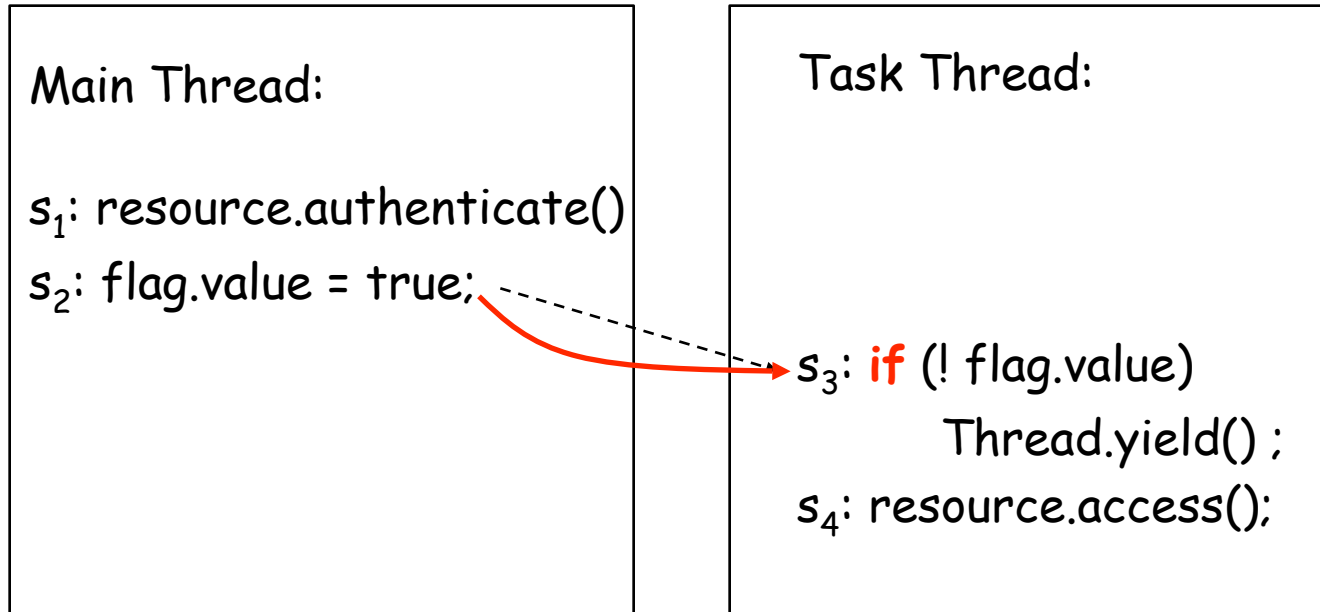 Main Thread:
s₁: resource.authenticate()
s₂: flag.value = true;
Task Thread:
s₃: if (! flag.value)
Thread.yield() ;
s₄: resource.access();